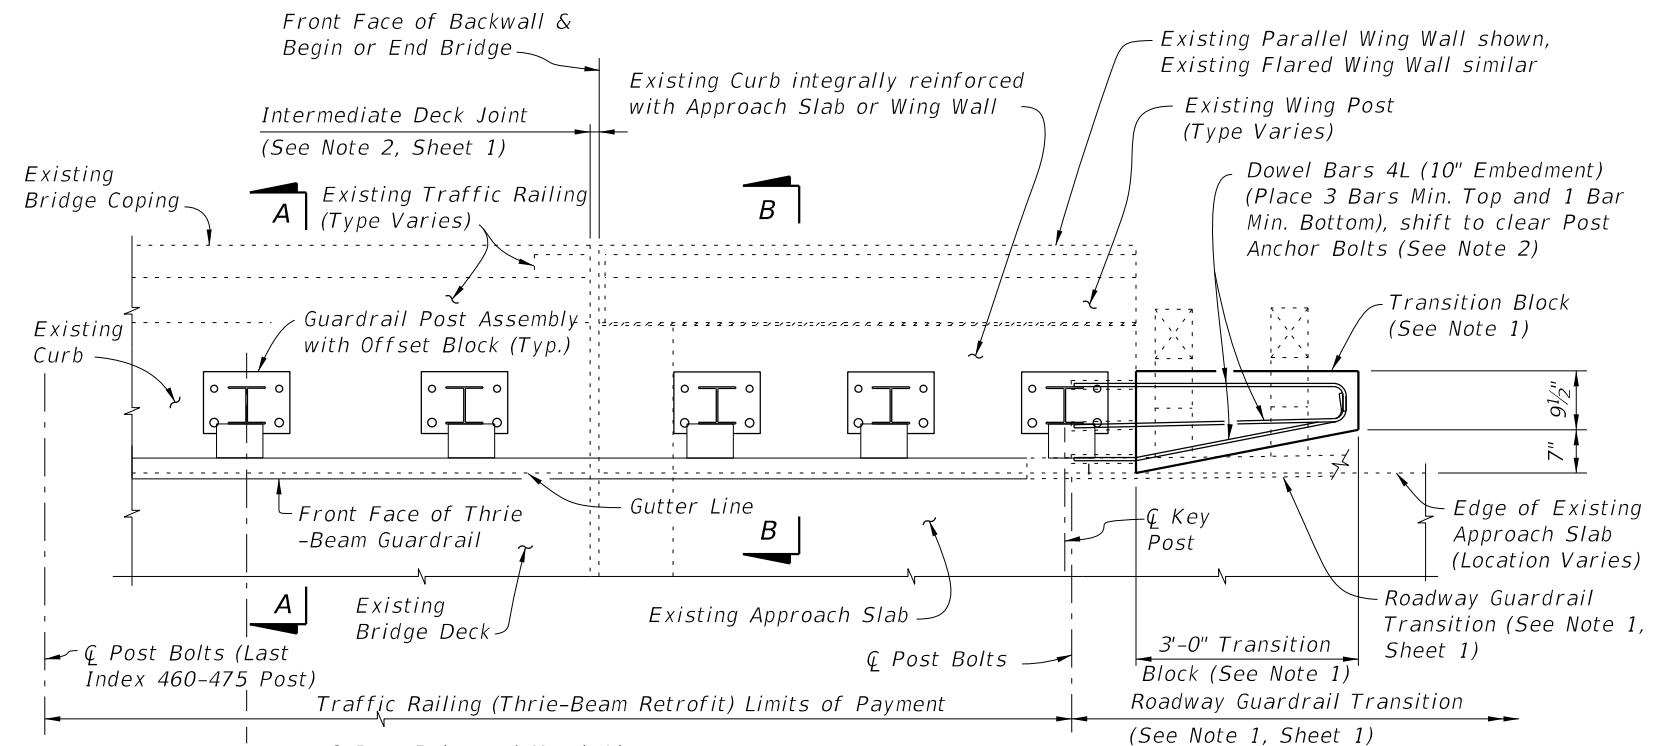 Front Face of Backwall &
Begin or End Bridge
Existing Parallel Wing Wall shown,
Existing Flared Wing Wall similar
Existing Curb integrally reinforced
with Approach Slab or Wing Wall
Existing Wing Post
(Type Varies)
Intermediate Deck Joint
(See Note 2, Sheet 1)
Existing
Bridge Coping
A
Existing Traffic Railing
(Type Varies)
B
Dowel Bars 4L (10" Embedment)
(Place 3 Bars Min. Top and 1 Bar
Min. Bottom), shift to clear Post
Anchor Bolts (See Note 2)
Transition Block
(See Note 1)
Existing
Curb
Guardrail Post Assembly
with Offset Block (Typ.)
9½"
7"
Front Face of Thrie
-Beam Guardrail
Gutter Line
B
℄ Key
Post
Edge of Existing
Approach Slab
(Location Varies)
A
Existing
Bridge Deck
Existing Approach Slab
Roadway Guardrail
Transition (See Note 1,
Sheet 1)
℄ Post Bolts (Last
Index 460-475 Post)
℄ Post Bolts
3'-0" Transition
Block (See Note 1)
Traffic Railing (Thrie-Beam Retrofit) Limits of Payment
Roadway Guardrail Transition
(See Note 1, Sheet 1)